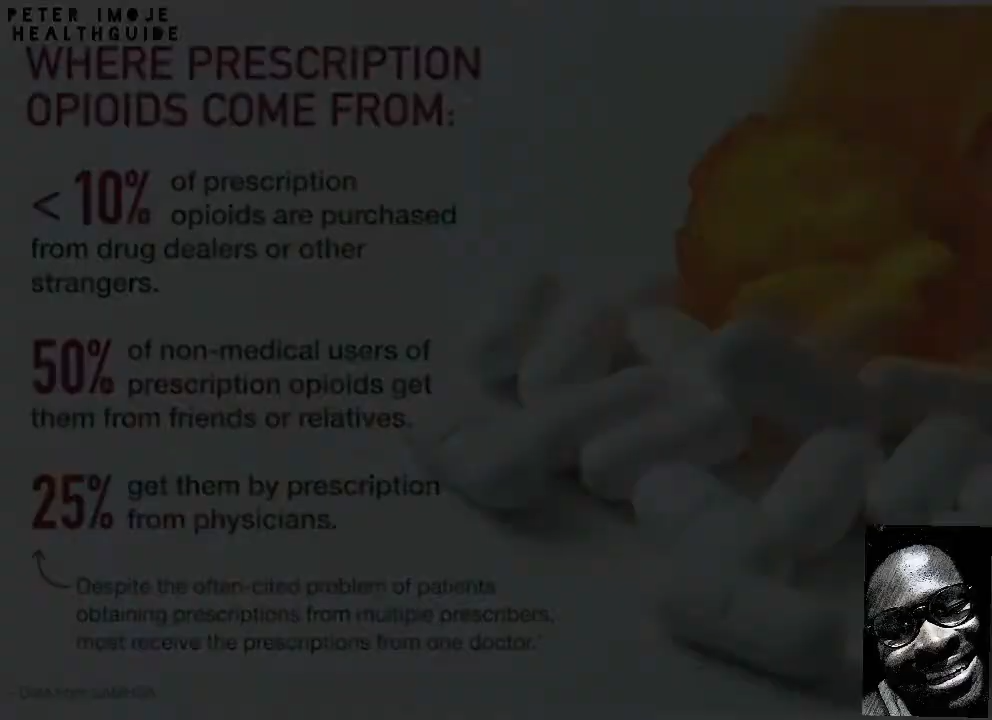 PETER IMOJE
HEALTHGUIDE
WHERE PRESCRIPTION
OPIOIDS COME FROM:
< 10% of prescription
opioids are purchased
from drug dealers or other
strangers.
50% of non-medical users of
prescription opioids get
them from friends or relatives.
25% get them by prescription
from physicians.
Despite the often-cited problem of patients
obtaining prescriptions from multiple prescribers,
most receive the prescriptions from one doctor.